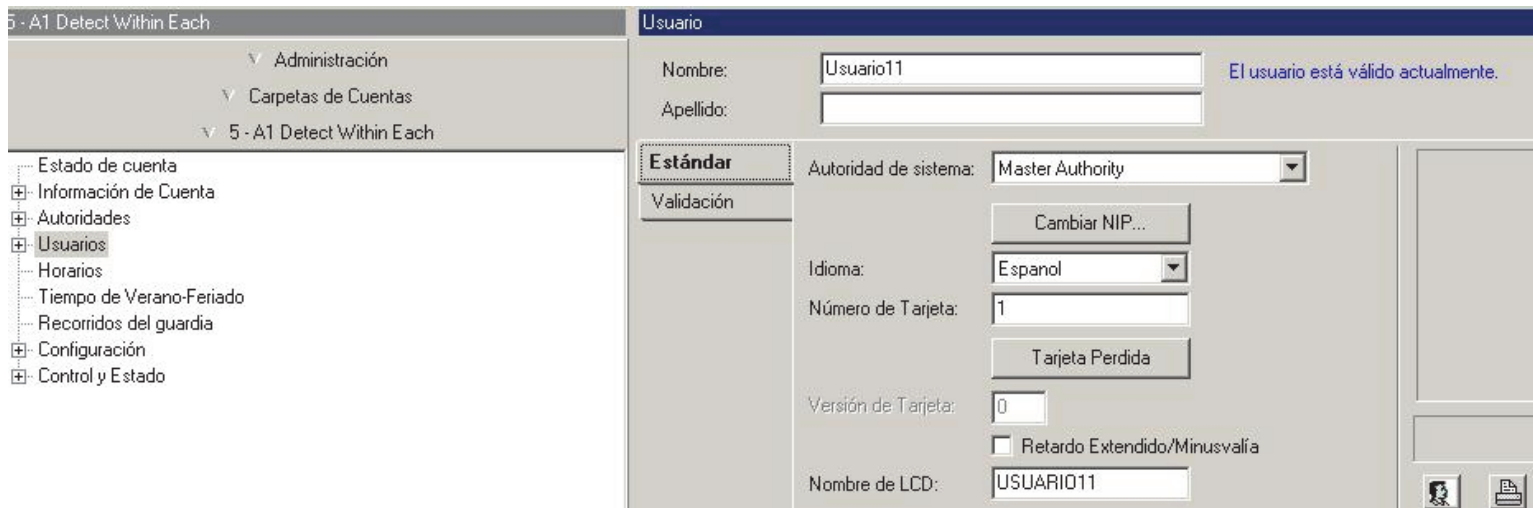 5 - A1 Detect Within Each
Administración
Carpetas de Cuentas
5 - A1 Detect Within Each
Estado de cuenta
Información de Cuenta
Autoridades
Usuarios
Horarios
Tiempo de Verano-Feriado
Recorridos del guardia
Configuración
Control y Estado
Usuario
Nombre: Usuario11 El usuario está válido actualmente.
Apellido:
Estándar
Validación
Autoridad de sistema: Master Authority
Cambiar NIP...
Idioma: Espanol
Número de Tarjeta: 1
Tarjeta Perdida
Versión de Tarjeta: 0
Retardo Extendido/Minusvalía
Nombre de LCD: USUARIO11